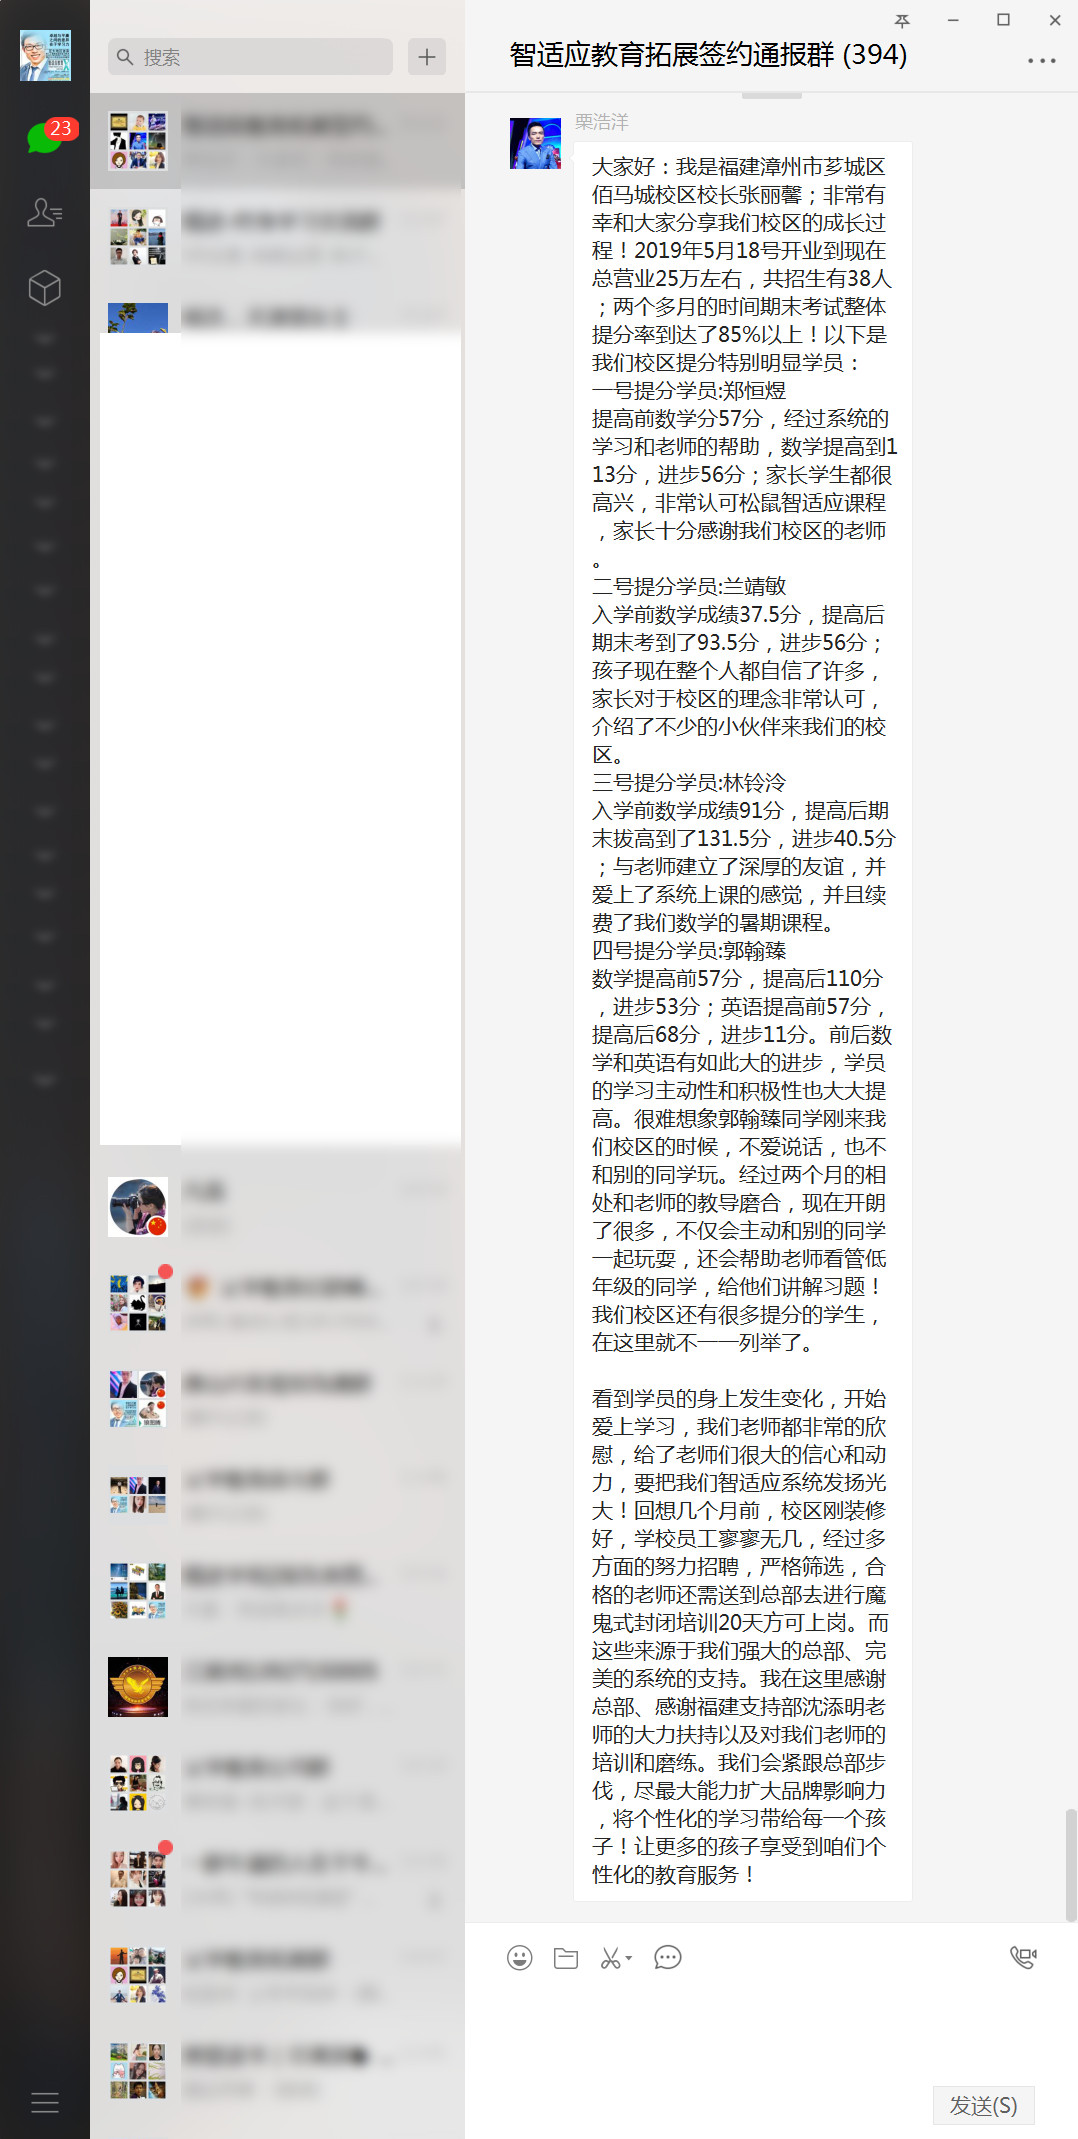 搜索
23
智适应教育拓展签约通报群 (394)
栗浩洋
大家好：我是福建漳州市芗城区
佰马城校区校长张丽馨；非常有
幸和大家分享我们校区的成长过
程！2019年5月18号开业到现在
总营业25万左右，共招生有38人
；两个多月的时间期末考试整体
提分率到达了85%以上！以下是
我们校区提分特别明显学员：
一号提分学员:郑恒煜
提高前数学分57分，经过系统的
学习和老师的帮助，数学提高到1
13分，进步56分；家长学生都很
高兴，非常认可松鼠智适应课程
，家长十分感谢我们校区的老师
。
二号提分学员:兰靖敏
入学前数学成绩37.5分，提高后
期末考到了93.5分，进步56分；
孩子现在整个人都自信了许多，
家长对于校区的理念非常认可，
介绍了不少的小伙伴来我们的校
区。
三号提分学员:林铃泠
入学前数学成绩91分，提高后期
末拔高到了131.5分，进步40.5分
；与老师建立了深厚的友谊，并
爱上了系统上课的感觉，并且续
费了我们数学的暑期课程。
四号提分学员:郭翰臻
数学提高前57分，提高后110分
，进步53分；英语提高前57分，
提高后68分，进步11分。前后数
学和英语有如此大的进步，学员
的学习主动性和积极性也大大提
高。很难想象郭翰臻同学刚来我
们校区的时候，不爱说话，也不
和别的同学玩。经过两个月的相
处和老师的教导磨合，现在开朗
了很多，不仅会主动和别的同学
一起玩耍，还会帮助老师看管低
年级的同学，给他们讲解习题！
我们校区还有很多提分的学生，
在这里就不一一列举了。
看到学员的身上发生变化，开始
爱上学习，我们老师都非常的欣
慰，给了老师们很大的信心和动
力，要把我们智适应系统发扬光
大！回想几个月前，校区刚装修
好，学校员工寥寥无几，经过多
方面的努力招聘，严格筛选，合
格的老师还需送到总部去进行魔
鬼式封闭培训20天方可上岗。而
这些来源于我们强大的总部、完
美的系统的支持。我在这里感谢
总部、感谢福建支持部沈添明老
师的大力扶持以及对我们老师的
培训和磨练。我们会紧跟总部步
伐，尽最大能力扩大品牌影响力
，将个性化的学习带给每一个孩
子！让更多的孩子享受到咱们个
性化的教育服务！
发送(S)